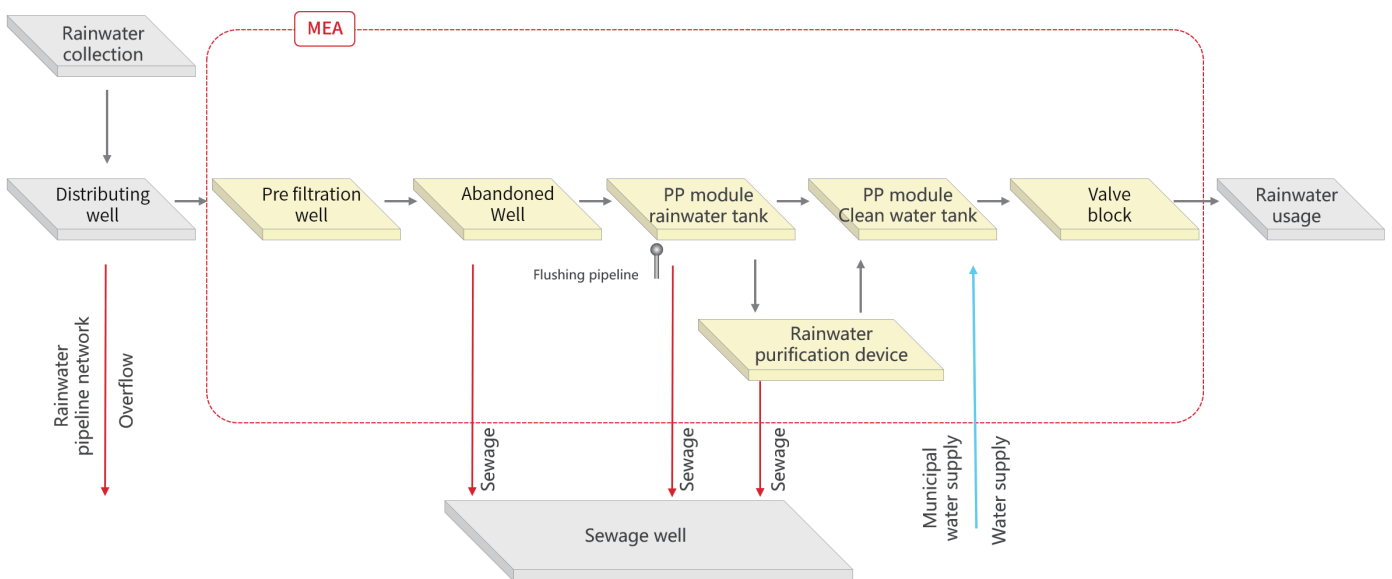 MEA
Rainwater
collection
Distributing
well
Pre filtration
well
Abandoned
Well
PP module
rainwater tank
PP module
Clean water tank
Valve
block
Rainwater
usage
Flushing pipeline
Rainwater
purification device
Rainwater
pipeline network
Overflow
Sewage
Sewage
Sewage
Municipal
water supply
Water supply
Sewage well